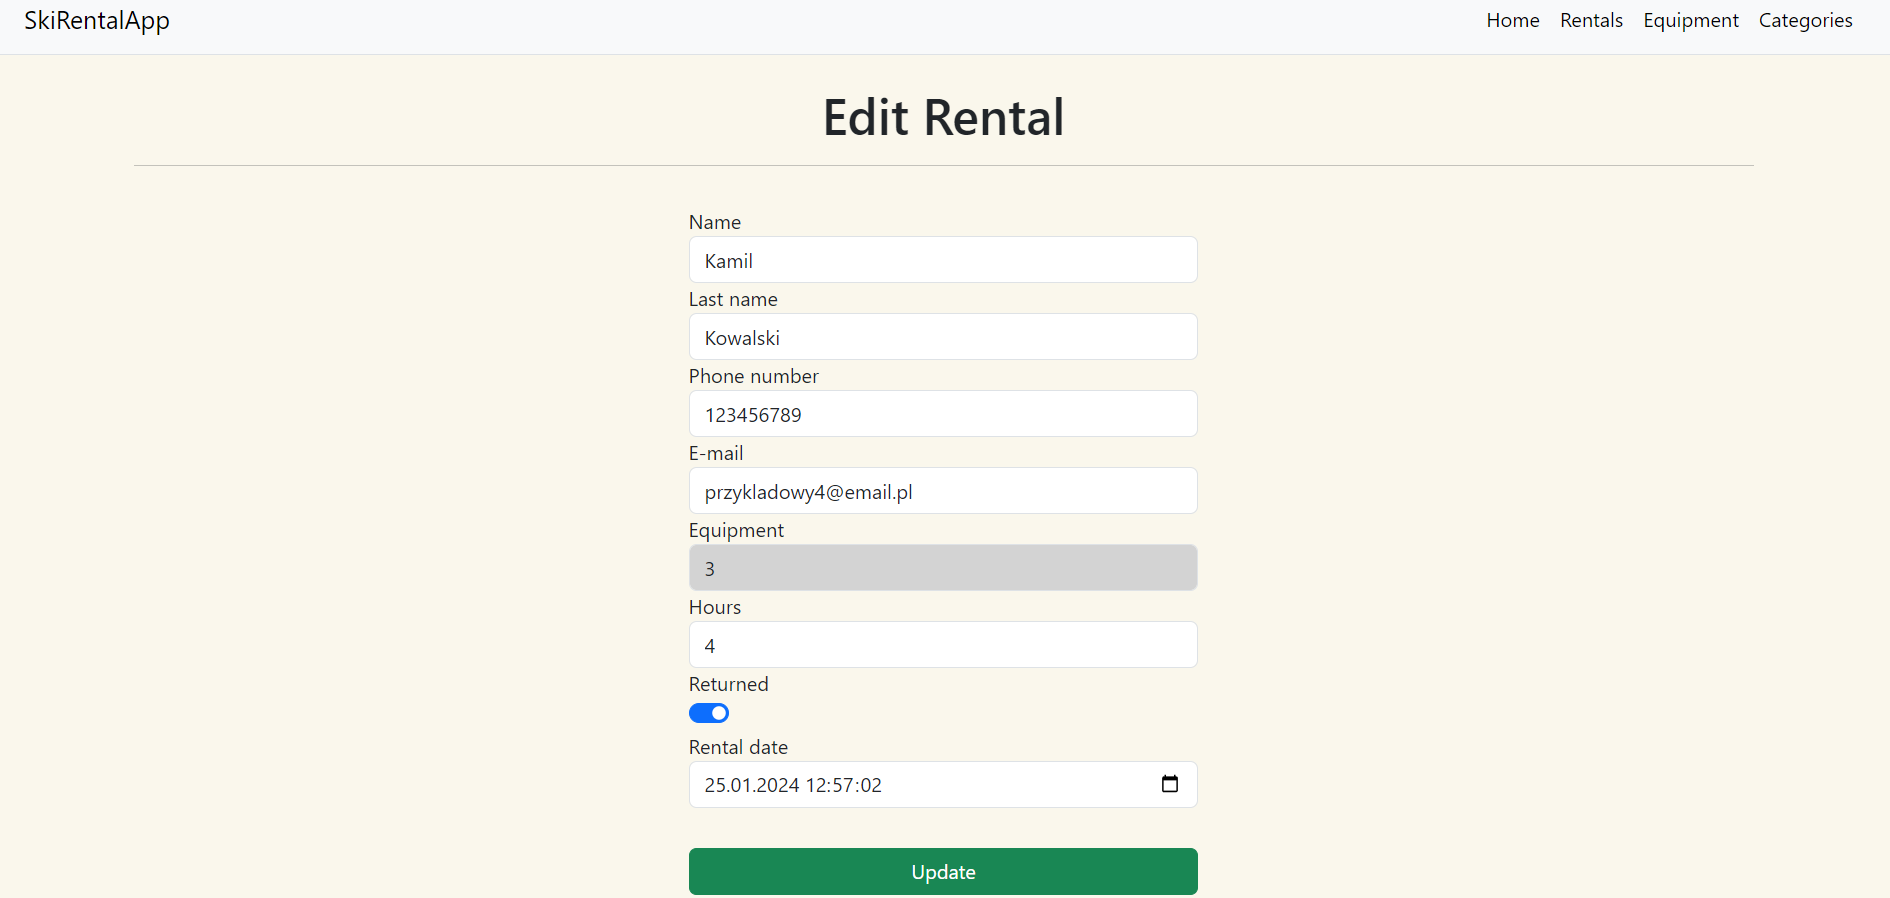 SkiRentalApp Home Rentals Equipment Categories
Edit Rental
Name
Kamil
Last name
Kowalski
Phone number
123456789
E-mail
przykladowy4@email.pl
Equipment
3
Hours
4
Returned
Rental date
25.01.2024 12:57:02
Update